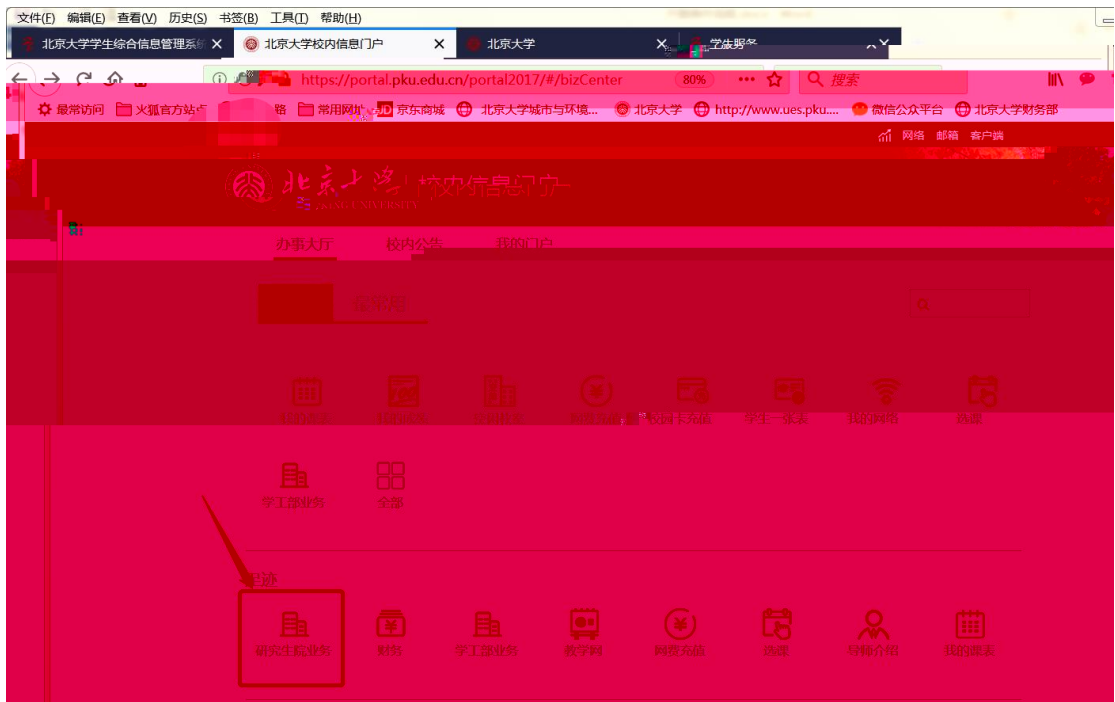 文件(F) 编辑(E) 查看(V) 历史(S) 书签(B) 工具(T) 帮助(H)
北京大学学生综合信息管理系统 × 北京大学校内信息门户 × 北京大学 ×
https://portal.pku.edu.cn/portal2017/#/bizCenter 80% ••• 搜索
最常访问 火狐官方站点 常用网址 JD 京东商城 北京大学城市与环境... 北京大学 http://www.ues.pku.... 微信公众平台 北京大学财务部
网络 邮箱 客户端
北京大学 校内信息门户
办事大厅 校内公告 我的门户
校园卡充值 学生一张表 我的网络 选课
学工部业务 全部
足迹
研究生院业务 财务 学工部业务 教学网 网费充值 选课 导师介绍 我的课表